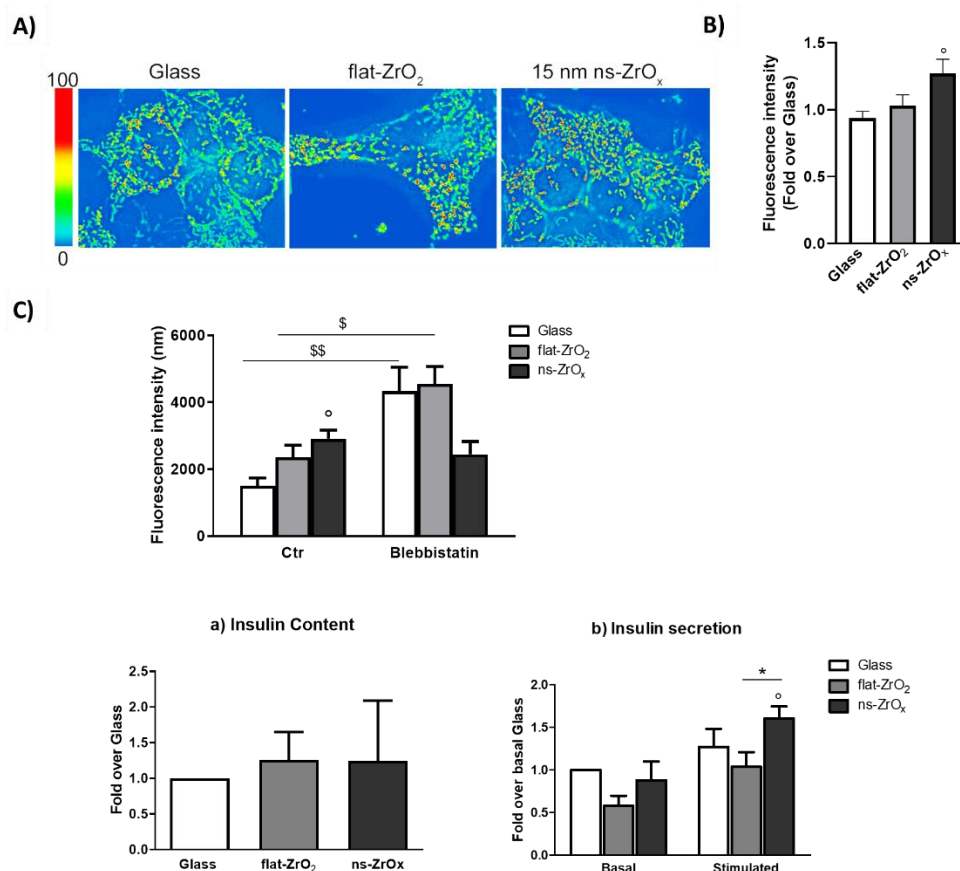 A)
Glass
flat-ZrO₂
15 nm ns-ZrOₓ
100
0
B)
Fluorescence intensity
(Fold over Glass)
1.5
1.0
0.5
0.0
°
Glass
flat-ZrO₂
ns-ZrOₓ
C)
Fluorescence intensity (nm)
6000
4000
2000
0
$
$$
°
Glass
flat-ZrO₂
ns-ZrOₓ
Ctr
Blebbistatin
a) Insulin Content
Fold over Glass
2.5
2.0
1.5
1.0
0.5
0.0
Glass
flat-ZrO₂
ns-ZrOx
b) Insulin secretion
Fold over basal Glass
2.0
1.5
1.0
0.5
0.0
*
°
Glass
flat-ZrO₂
ns-ZrOₓ
Basal
Stimulated